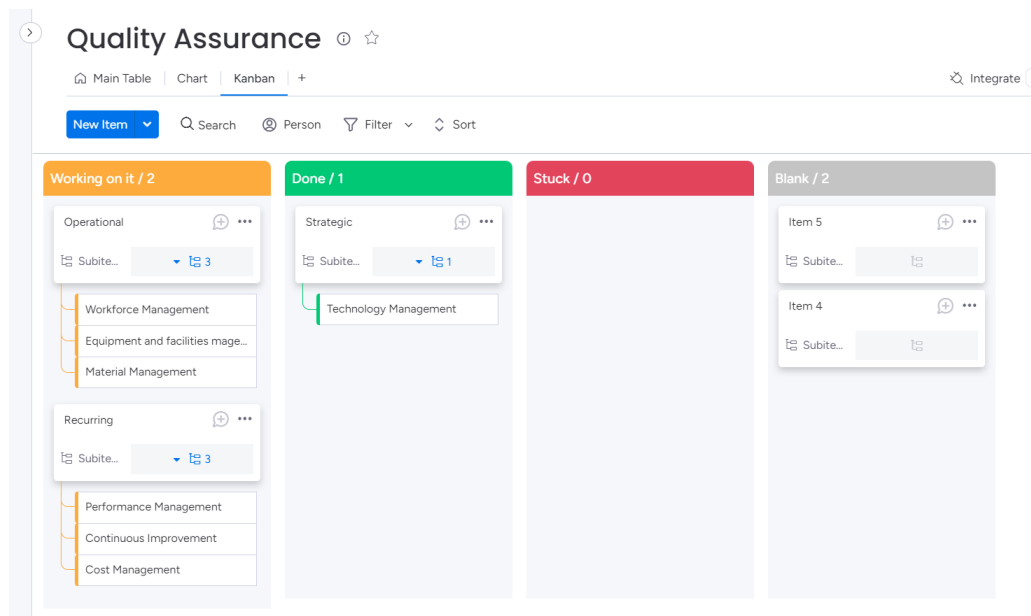 Quality Assurance
Main Table
Chart
Kanban
+
Integrate
New Item
Search
Person
Filter
Sort
Working on it / 2
Operational
Subite...
3
Workforce Management
Equipment and facilities mage...
Material Management
Recurring
Subite...
3
Performance Management
Continuous Improvement
Cost Management
Done / 1
Strategic
Subite...
1
Technology Management
Stuck / 0
Blank / 2
Item 5
Subite...
Item 4
Subite...